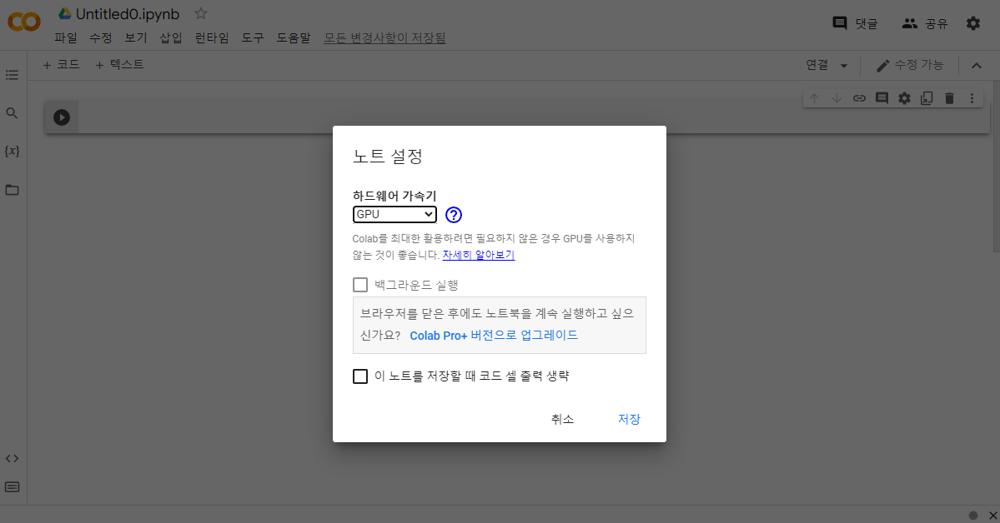 Untitled0.ipynb
댓글
공유
파일 수정 보기 삽입 런타임 도구 도움말 모든 변경사항이 저장됨
+ 코드 + 텍스트
연결
수정 가능
{x}
노트 설정
하드웨어 가속기
GPU
?
Colab를 최대한 활용하려면 필요하지 않은 경우 GPU를 사용하지
않는 것이 좋습니다. 자세히 알아보기
백그라운드 실행
브라우저를 닫은 후에도 노트북을 계속 실행하고 싶으
신가요? Colab Pro+ 버전으로 업그레이드
이 노트를 저장할 때 코드 셀 출력 생략
취소 저장